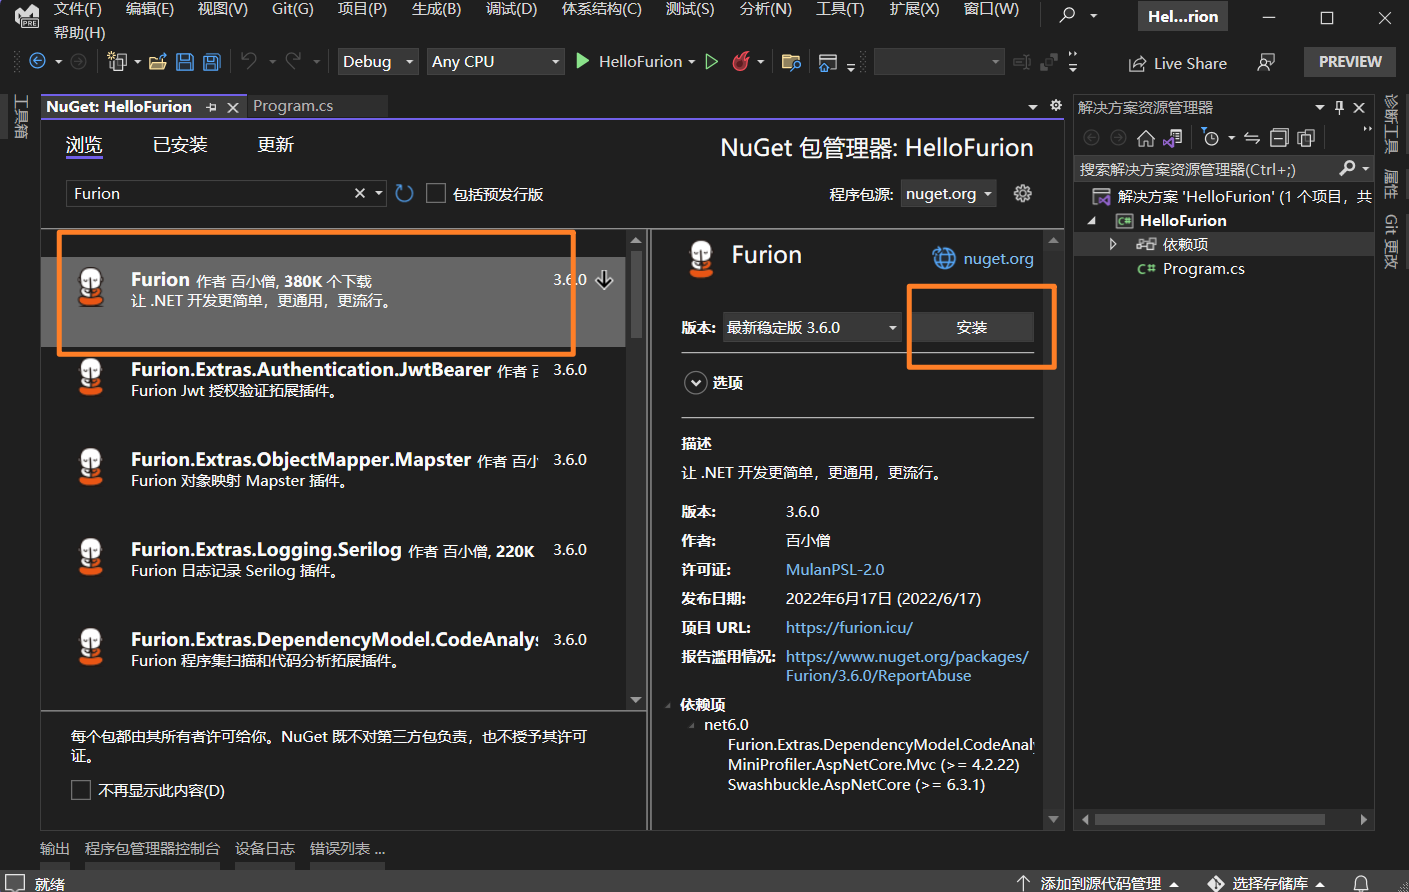 文件(F) 编辑(E) 视图(V) Git(G) 项目(P) 生成(B) 调试(D) 体系结构(C) 测试(S) 分析(N) 工具(T) 扩展(X) 窗口(W)
Hel...rion
PRE
帮助(H)
Debug Any CPU HelloFurion Live Share PREVIEW
工具箱
NuGet: HelloFurion Program.cs
浏览 已安装 更新
NuGet 包管理器: HelloFurion
Furion 包括预发行版
程序包源: nuget.org
Furion 作者 百小僧, 380K 个下载 3.6.0
让 .NET 开发更简单，更通用，更流行。
Furion.Extras.Authentication.JwtBearer 作者 3.6.0
Furion Jwt 授权验证拓展插件。
Furion.Extras.ObjectMapper.Mapster 作者 百小 3.6.0
Furion 对象映射 Mapster 插件。
Furion.Extras.Logging.Serilog 作者 百小僧, 220K 3.6.0
Furion 日志记录 Serilog 插件。
Furion.Extras.DependencyModel.CodeAnalys 3.6.0
Furion 程序集扫描和代码分析拓展插件。
每个包都由其所有者许可给你。NuGet 既不对第三方包负责，也不授予其许可
证。
不再显示此内容(D)
Furion nuget.org
版本: 最新稳定版 3.6.0 安装
选项
描述
让 .NET 开发更简单，更通用，更流行。
版本: 3.6.0
作者: 百小僧
许可证: MulanPSL-2.0
发布日期: 2022年6月17日 (2022/6/17)
项目 URL: https://furion.icu/
报告滥用情况: https://www.nuget.org/packages/
Furion/3.6.0/ReportAbuse
依赖项
net6.0
Furion.Extras.DependencyModel.CodeAnal
MiniProfiler.AspNetCore.Mvc (>= 4.2.22)
Swashbuckle.AspNetCore (>= 6.3.1)
解决方案资源管理器
搜索解决方案资源管理器(Ctrl+;)
解决方案 'HelloFurion' (1 个项目，共
C# HelloFurion
依赖项
C# Program.cs
诊断工具
属性
Git 更改
输出 程序包管理器控制台 设备日志 错误列表 ...
就绪 添加到源代码管理 选择存储库